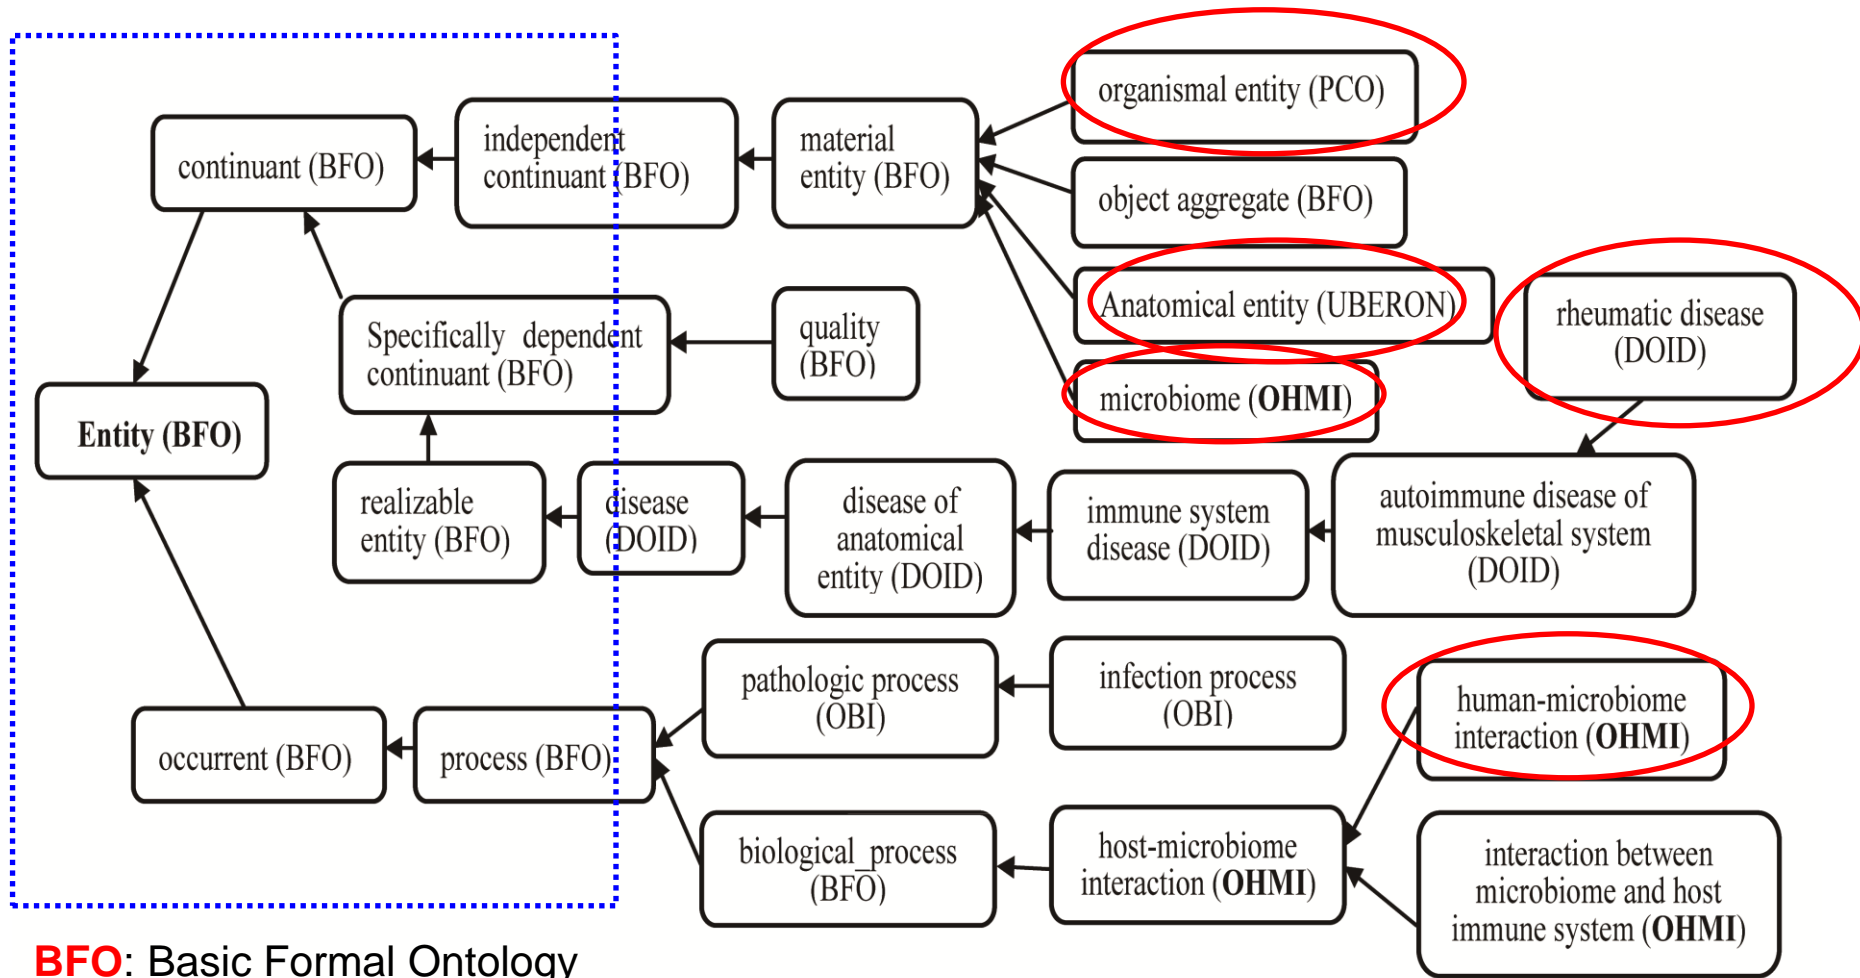 organismal entity (PCO)
continuant (BFO)
independent
continuant (BFO)
material
entity (BFO)
object aggregate (BFO)
Anatomical entity (UBERON)
rheumatic disease
(DOID)
Specifically dependent
continuant (BFO)
quality
(BFO)
microbiome (OHMI)
Entity (BFO)
realizable
entity (BFO)
disease
(DOID)
disease of
anatomical
entity (DOID)
immune system
disease (DOID)
autoimmune disease of
musculoskeletal system
(DOID)
pathologic process
(OBI)
infection process
(OBI)
human-microbiome
interaction (OHMI)
occurrent (BFO)
process (BFO)
biological_process
(BFO)
host-microbiome
interaction (OHMI)
interaction between
microbiome and host
immune system (OHMI)
BFO: Basic Formal Ontology